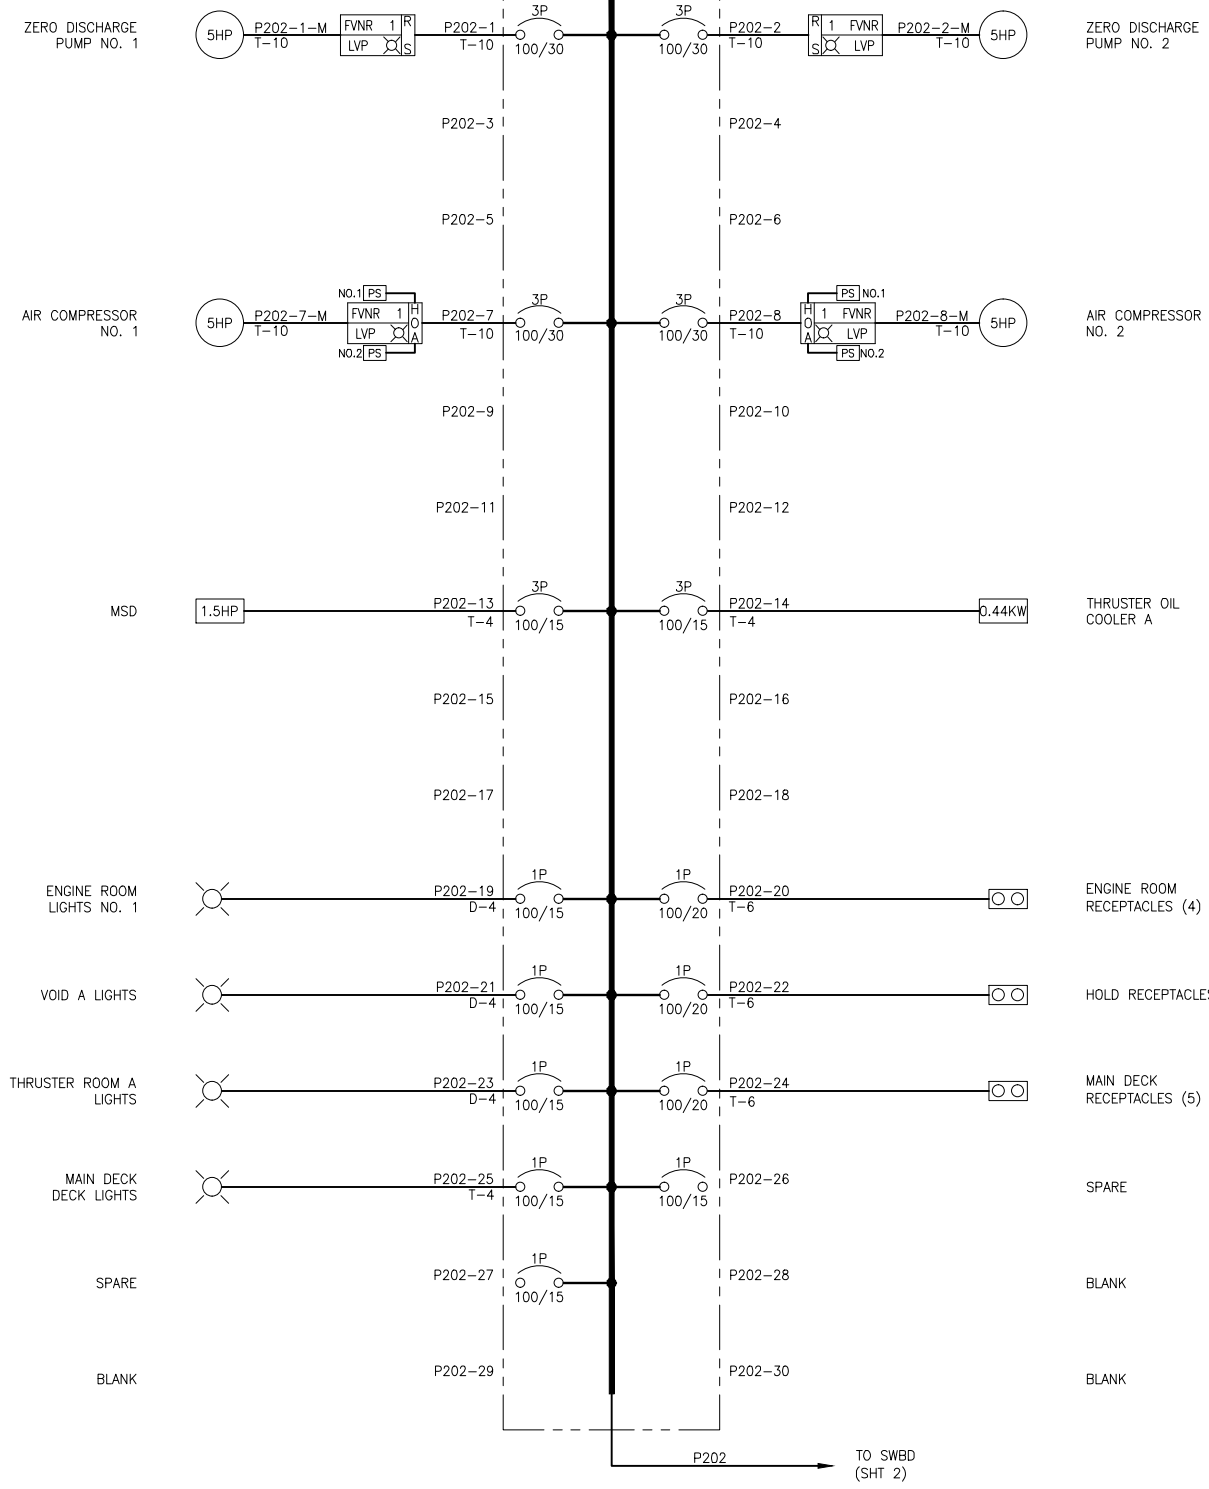 ZERO DISCHARGE
PUMP NO. 1
5HP
P202-1-M
T-10
FVNR 1
LVP
R
S
P202-1
T-10
3P
100/30
3P
100/30
P202-2
T-10
R
S
1 FVNR
LVP
P202-2-M
T-10
5HP
ZERO DISCHARGE
PUMP NO. 2
P202-3
P202-4
P202-5
P202-6
AIR COMPRESSOR
NO. 1
5HP
P202-7-M
T-10
NO.1 PS
FVNR 1
LVP
H
O
A
NO.2 PS
P202-7
T-10
3P
100/30
3P
100/30
P202-8
T-10
PS NO.1
H
O
A
1 FVNR
LVP
PS NO.2
P202-8-M
T-10
5HP
AIR COMPRESSOR
NO. 2
P202-9
P202-10
P202-11
P202-12
MSD
1.5HP
P202-13
T-4
3P
100/15
3P
100/15
P202-14
T-4
0.44KW
THRUSTER OIL
COOLER A
P202-15
P202-16
P202-17
P202-18
ENGINE ROOM
LIGHTS NO. 1
P202-19
D-4
1P
100/15
1P
100/20
P202-20
T-6
ENGINE ROOM
RECEPTACLES (4)
VOID A LIGHTS
P202-21
D-4
1P
100/15
1P
100/20
P202-22
T-6
HOLD RECEPTACLES
THRUSTER ROOM A
LIGHTS
P202-23
D-4
1P
100/15
1P
100/20
P202-24
T-6
MAIN DECK
RECEPTACLES (5)
MAIN DECK
DECK LIGHTS
P202-25
T-4
1P
100/15
1P
100/15
P202-26
SPARE
SPARE
P202-27
1P
100/15
P202-28
BLANK
BLANK
P202-29
P202-30
BLANK
P202
TO SWBD
(SHT 2)